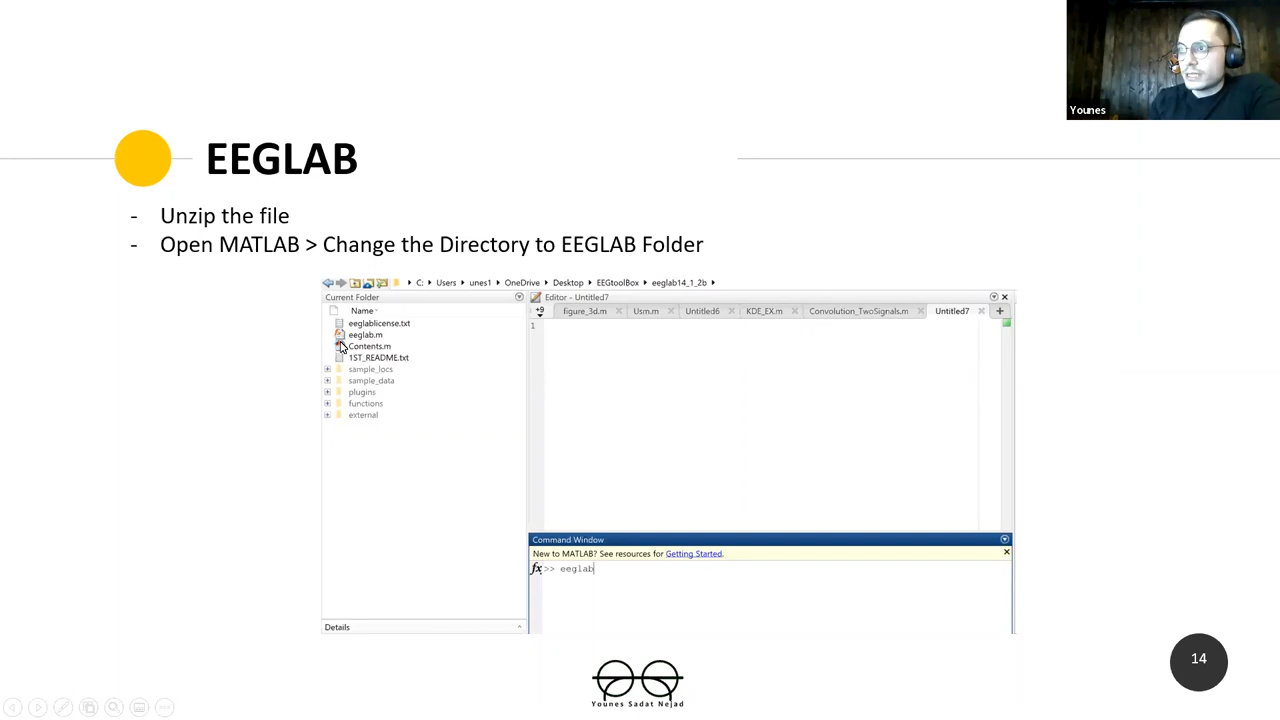 Younes
EEGLAB
- Unzip the file
- Open MATLAB > Change the Directory to EEGLAB Folder
C: Users unes1 OneDrive Desktop EEGtoolBox eeglab14_1_2b
Current Folder
Name
eeglablicense.txt
eeglab.m
Contents.m
1ST_README.txt
sample_locs
sample_data
plugins
functions
external
Details
Editor - Untitled7
+9 figure_3d.m Usm.m Untitled6 KDE_EX.m Convolution_TwoSignals.m Untitled7
1
Command Window
New to MATLAB? See resources for Getting Started.
fx >> eeglab
Younes Sadat Nejad
14